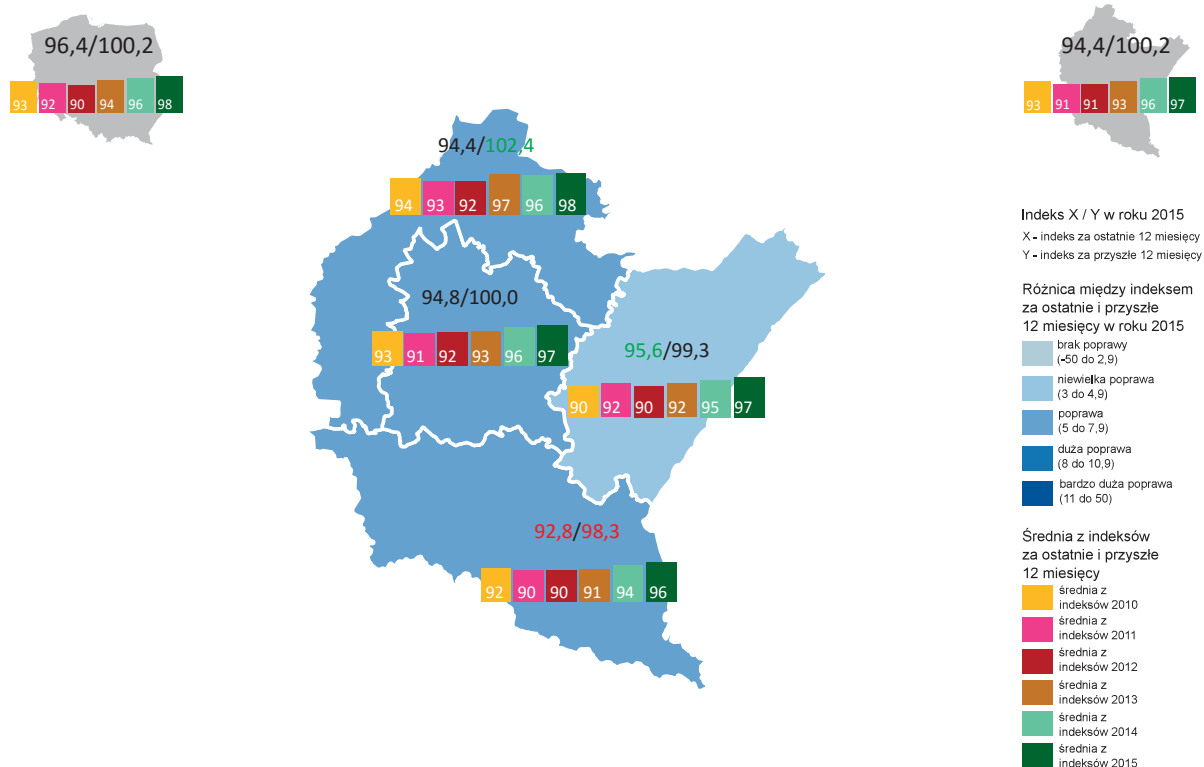 96,4/100,2
93 92 90 94 96 98
94,4/100,2
93 91 91 93 96 97
94,4/102,4
94 93 92 97 96 98
94,8/100,0
93 91 92 93 96 97
95,6/99,3
90 92 90 92 95 97
92,8/98,3
92 90 90 91 94 96
Indeks X / Y w roku 2015
X - indeks za ostatnie 12 miesięcy
Y - indeks za przyszłe 12 miesięcy
Różnica między indeksem
za ostatnie i przyszłe
12 miesięcy w roku 2015
brak poprawy
(-50 do 2,9)
niewielka poprawa
(3 do 4,9)
poprawa
(5 do 7,9)
duża poprawa
(8 do 10,9)
bardzo duża poprawa
(11 do 50)
Średnia z indeksów
za ostatnie i przyszłe
12 miesięcy
średnia z
indeksów 2010
średnia z
indeksów 2011
średnia z
indeksów 2012
średnia z
indeksów 2013
średnia z
indeksów 2014
średnia z
indeksów 2015